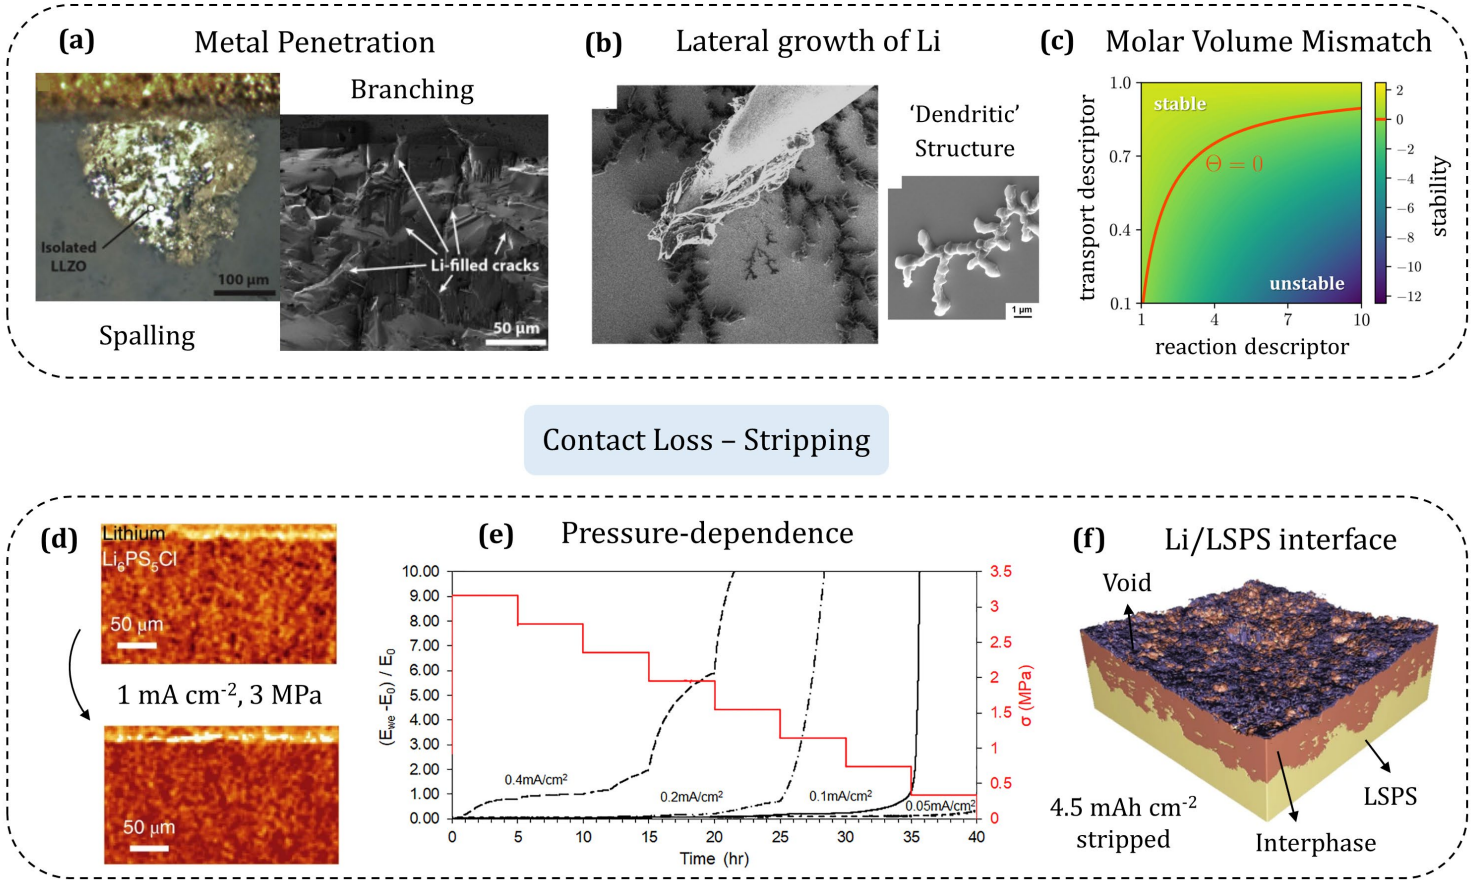 (a)
Metal Penetration
Branching
Isolated
LLZO
100 μm
Spalling
Li-filled cracks
50 μm
(b)
Lateral growth of Li
‘Dendritic’
Structure
1 μm
(c)
Molar Volume Mismatch
1.0
0.7
0.4
0.1
transport descriptor
stable
Θ = 0
unstable
1
4
7
10
reaction descriptor
2
0
−2
−4
−6
−8
−10
−12
stability
Contact Loss – Stripping
(d)
Lithium
Li₆PS₅Cl
50 μm
1 mA cm⁻², 3 MPa
50 μm
(e)
Pressure-dependence
10.00
9.00
8.00
7.00
6.00
5.00
4.00
3.00
2.00
1.00
0.00
(E_we -E₀) / E₀
0.4mA/cm²
0.2mA/cm²
0.1mA/cm²
0.05mA/cm²
0
5
10
15
20
25
30
35
40
Time (hr)
3.5
3
2.5
2
1.5
1
0.5
0
σ (MPa)
(f)
Li/LSPS interface
Void
4.5 mAh cm⁻²
stripped
LSPS
Interphase